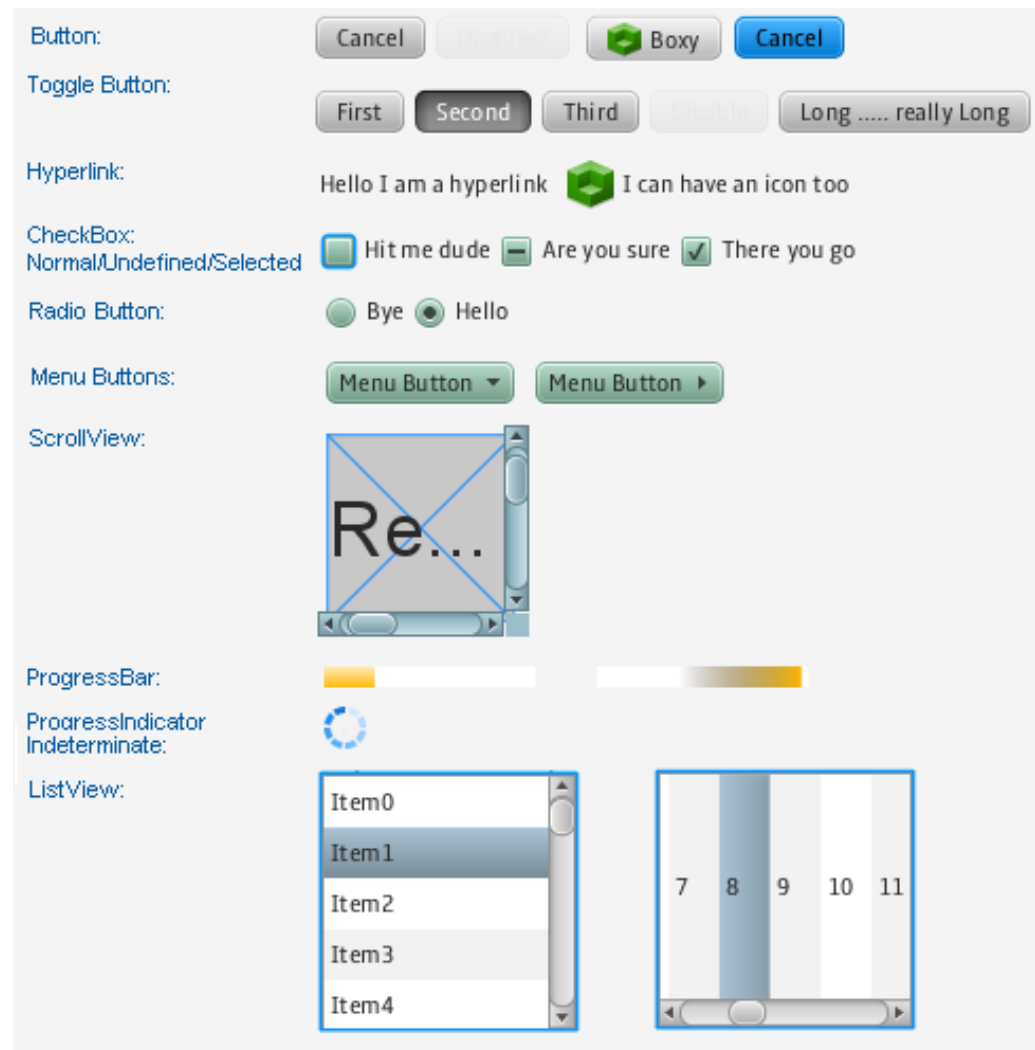 Button:
Cancel Disabled Boxy Cancel
Toggle Button:
First Second Third Disable Long ..... really Long
Hyperlink:
Hello I am a hyperlink I can have an icon too
CheckBox:
Normal/Undefined/Selected
Hit me dude Are you sure There you go
Radio Button:
Bye Hello
Menu Buttons:
Menu Button Menu Button
ScrollView:
Re...
ProgressBar:
ProgressIndicator
Indeterminate:
ListView:
Item0
Item1
Item2
Item3
Item4
7 8 9 10 11